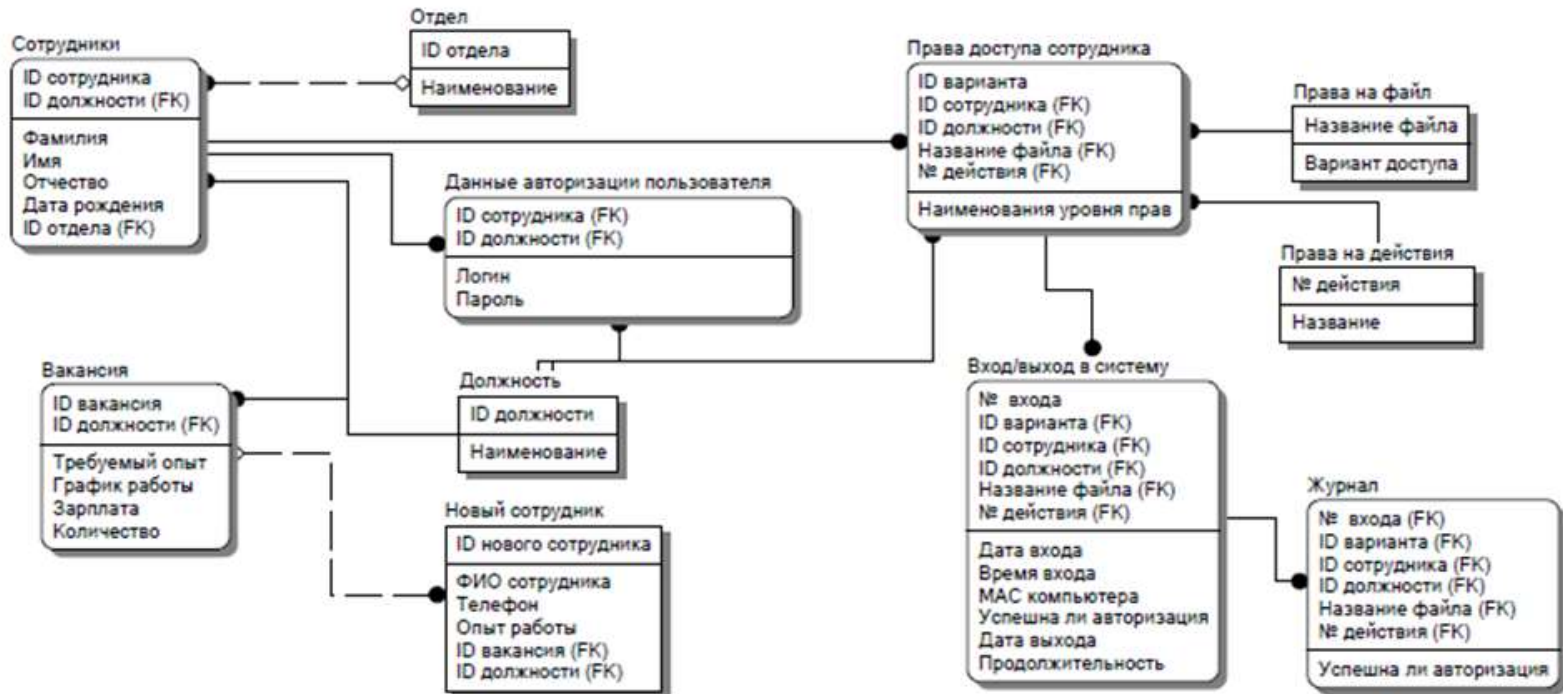 Отдел
ID отдела
Наименование
Сотрудники
ID сотрудника
ID должности (FK)
Фамилия
Имя
Отчество
Дата рождения
ID отдела (FK)
Права доступа сотрудника
ID варианта
ID сотрудника (FK)
ID должности (FK)
Название файла (FK)
№ действия (FK)
Наименования уровня прав
Права на файл
Название файла
Вариант доступа
Данные авторизации пользователя
ID сотрудника (FK)
ID должности (FK)
Логин
Пароль
Права на действия
№ действия
Название
Вакансия
ID вакансия
ID должности (FK)
Требуемый опыт
График работы
Зарплата
Количество
Должность
ID должности
Наименование
Новый сотрудник
ID нового сотрудника
ФИО сотрудника
Телефон
Опыт работы
ID вакансия (FK)
ID должности (FK)
Вход/выход в систему
№ входа
ID варианта (FK)
ID сотрудника (FK)
ID должности (FK)
Название файла (FK)
№ действия (FK)
Дата входа
Время входа
MAC компьютера
Успешна ли авторизация
Дата выхода
Продолжительность
Журнал
№ входа (FK)
ID варианта (FK)
ID сотрудника (FK)
ID должности (FK)
Название файла (FK)
№ действия (FK)
Успешна ли авторизация